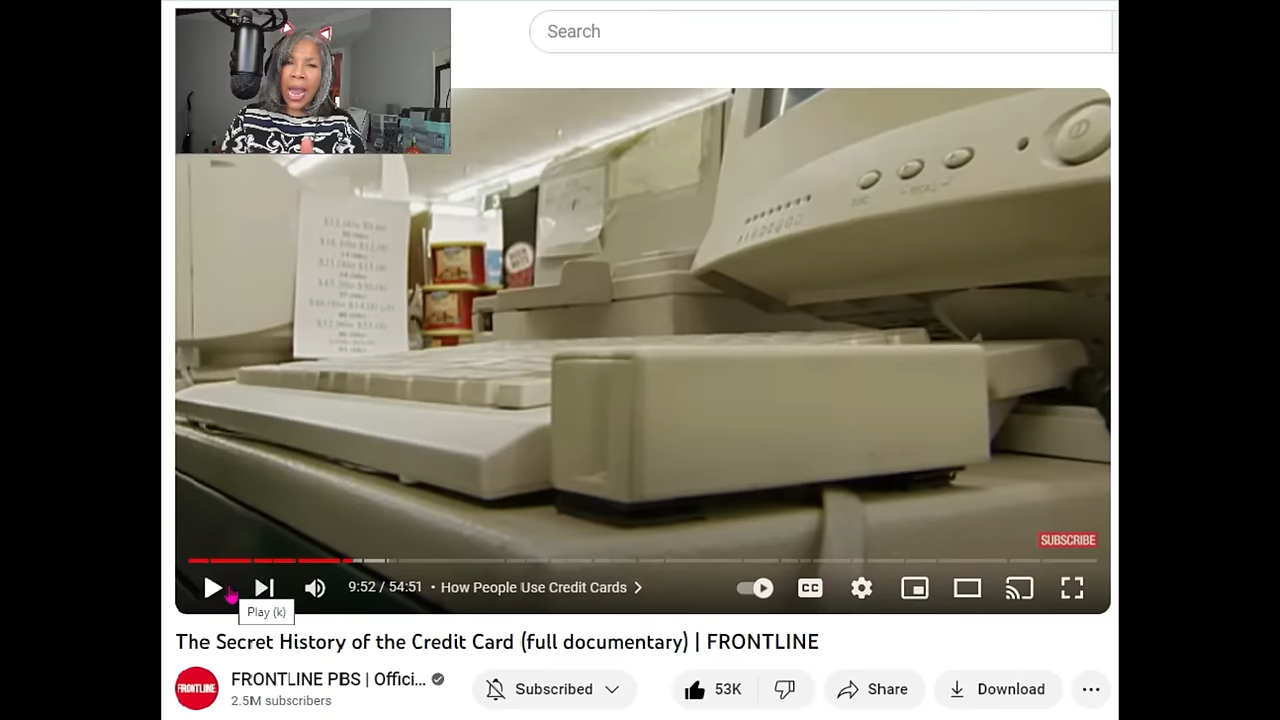 Search
SUBSCRIBE
9:52 / 54:51 • How People Use Credit Cards
CC
Play (k)
The Secret History of the Credit Card (full documentary) | FRONTLINE
FRONTLINE
FRONTLINE PBS | Offici...
2.5M subscribers
Subscribed
53K
Share
Download